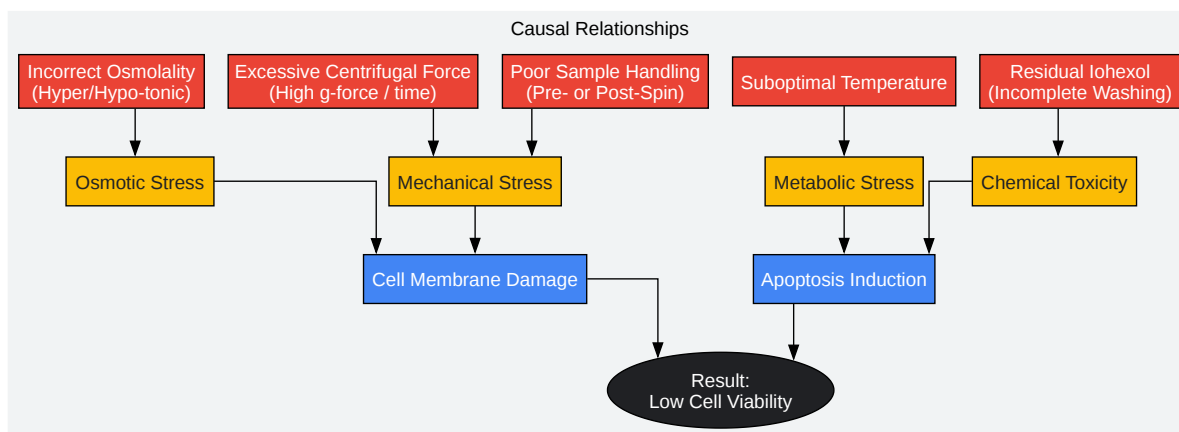 Causal Relationships
Incorrect Osmolality
(Hyper/Hypo-tonic)
Excessive Centrifugal Force
(High g-force / time)
Poor Sample Handling
(Pre- or Post-Spin)
Suboptimal Temperature
Residual Iohexol
(Incomplete Washing)
Osmotic Stress
Mechanical Stress
Metabolic Stress
Chemical Toxicity
Cell Membrane Damage
Apoptosis Induction
Result:
Low Cell Viability